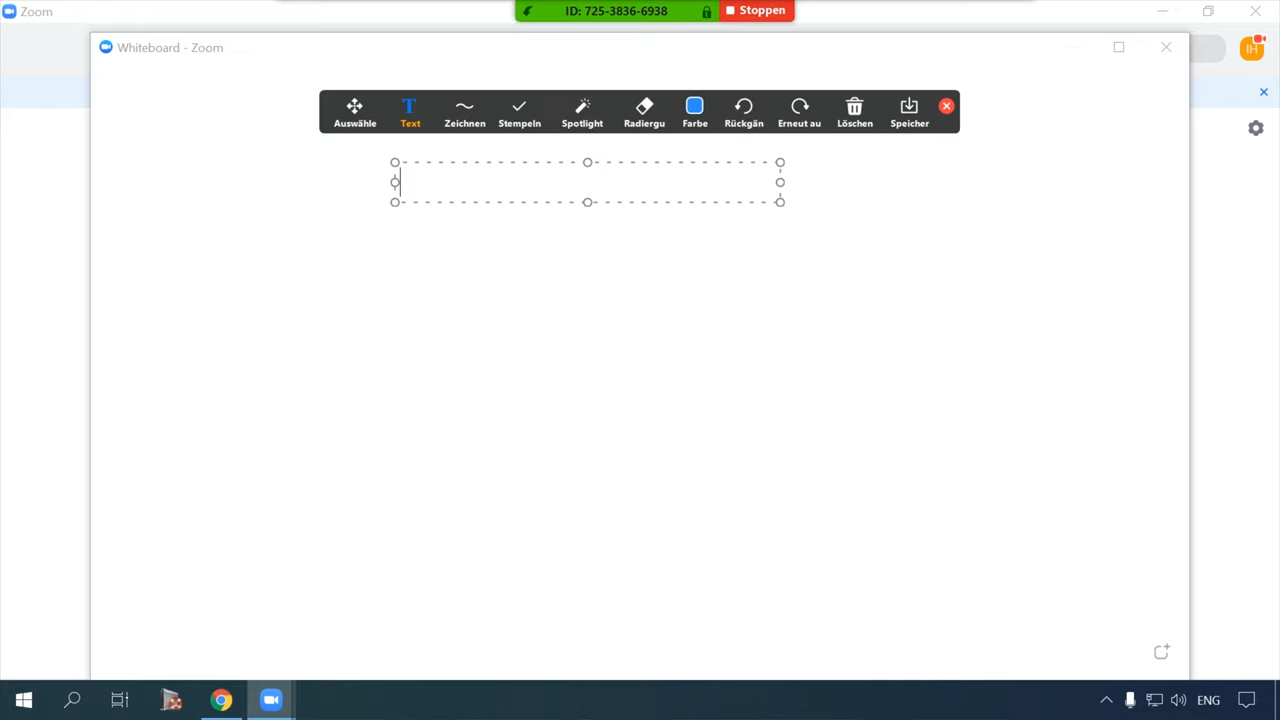 Zoom
ID: 725-3836-6938
Stoppen
Whiteboard - Zoom
IH
Auswähle
Text
Zeichnen
Stempeln
Spotlight
Radiergu
Farbe
Rückgän
Erneut au
Löschen
Speicher
ENG